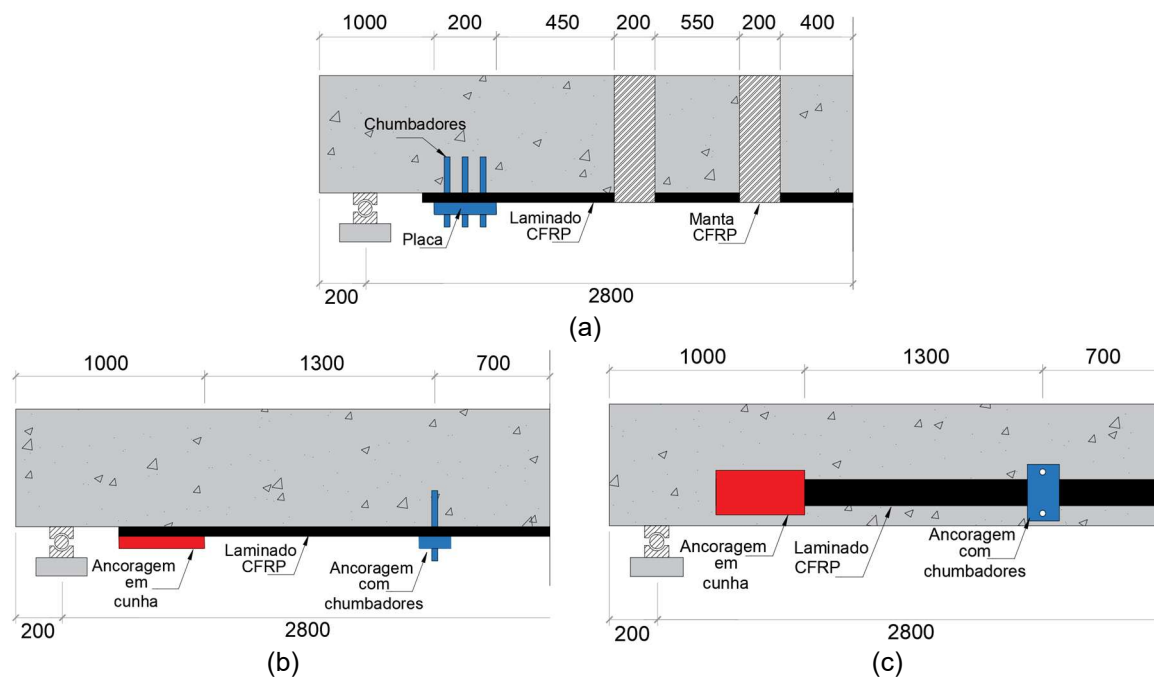 1000 200 450 200 550 200 400
Chumbadores
Placa
Laminado
CFRP
Manta
CFRP
200 2800
(a)
1000 1300 700
Ancoragem
em
cunha
Laminado
CFRP
Ancoragem
com
chumbadores
200 2800
(b)
1000 1300 700
Ancoragem
em
cunha
Laminado
CFRP
Ancoragem
com
chumbadores
200 2800
(c)